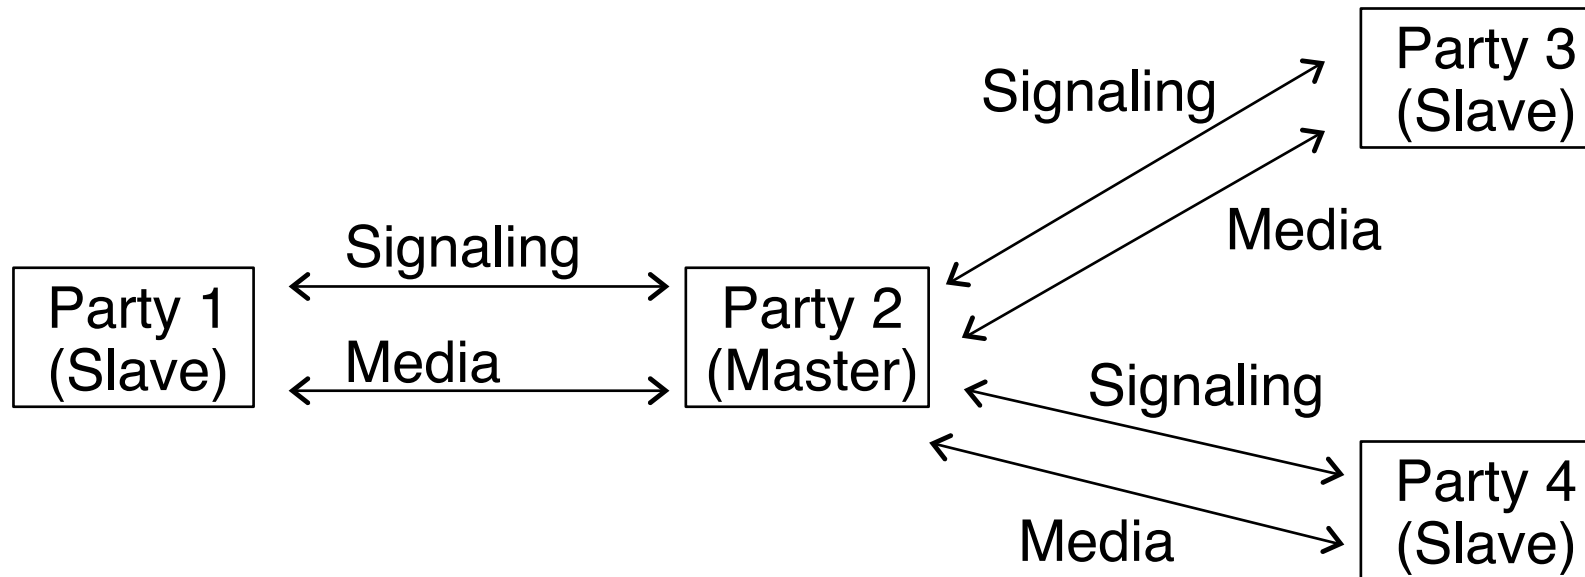 Party 3
(Slave)
Signaling
Media
Signaling
Party 1
(Slave)
Media
Party 2
(Master)
Signaling
Media
Party 4
(Slave)